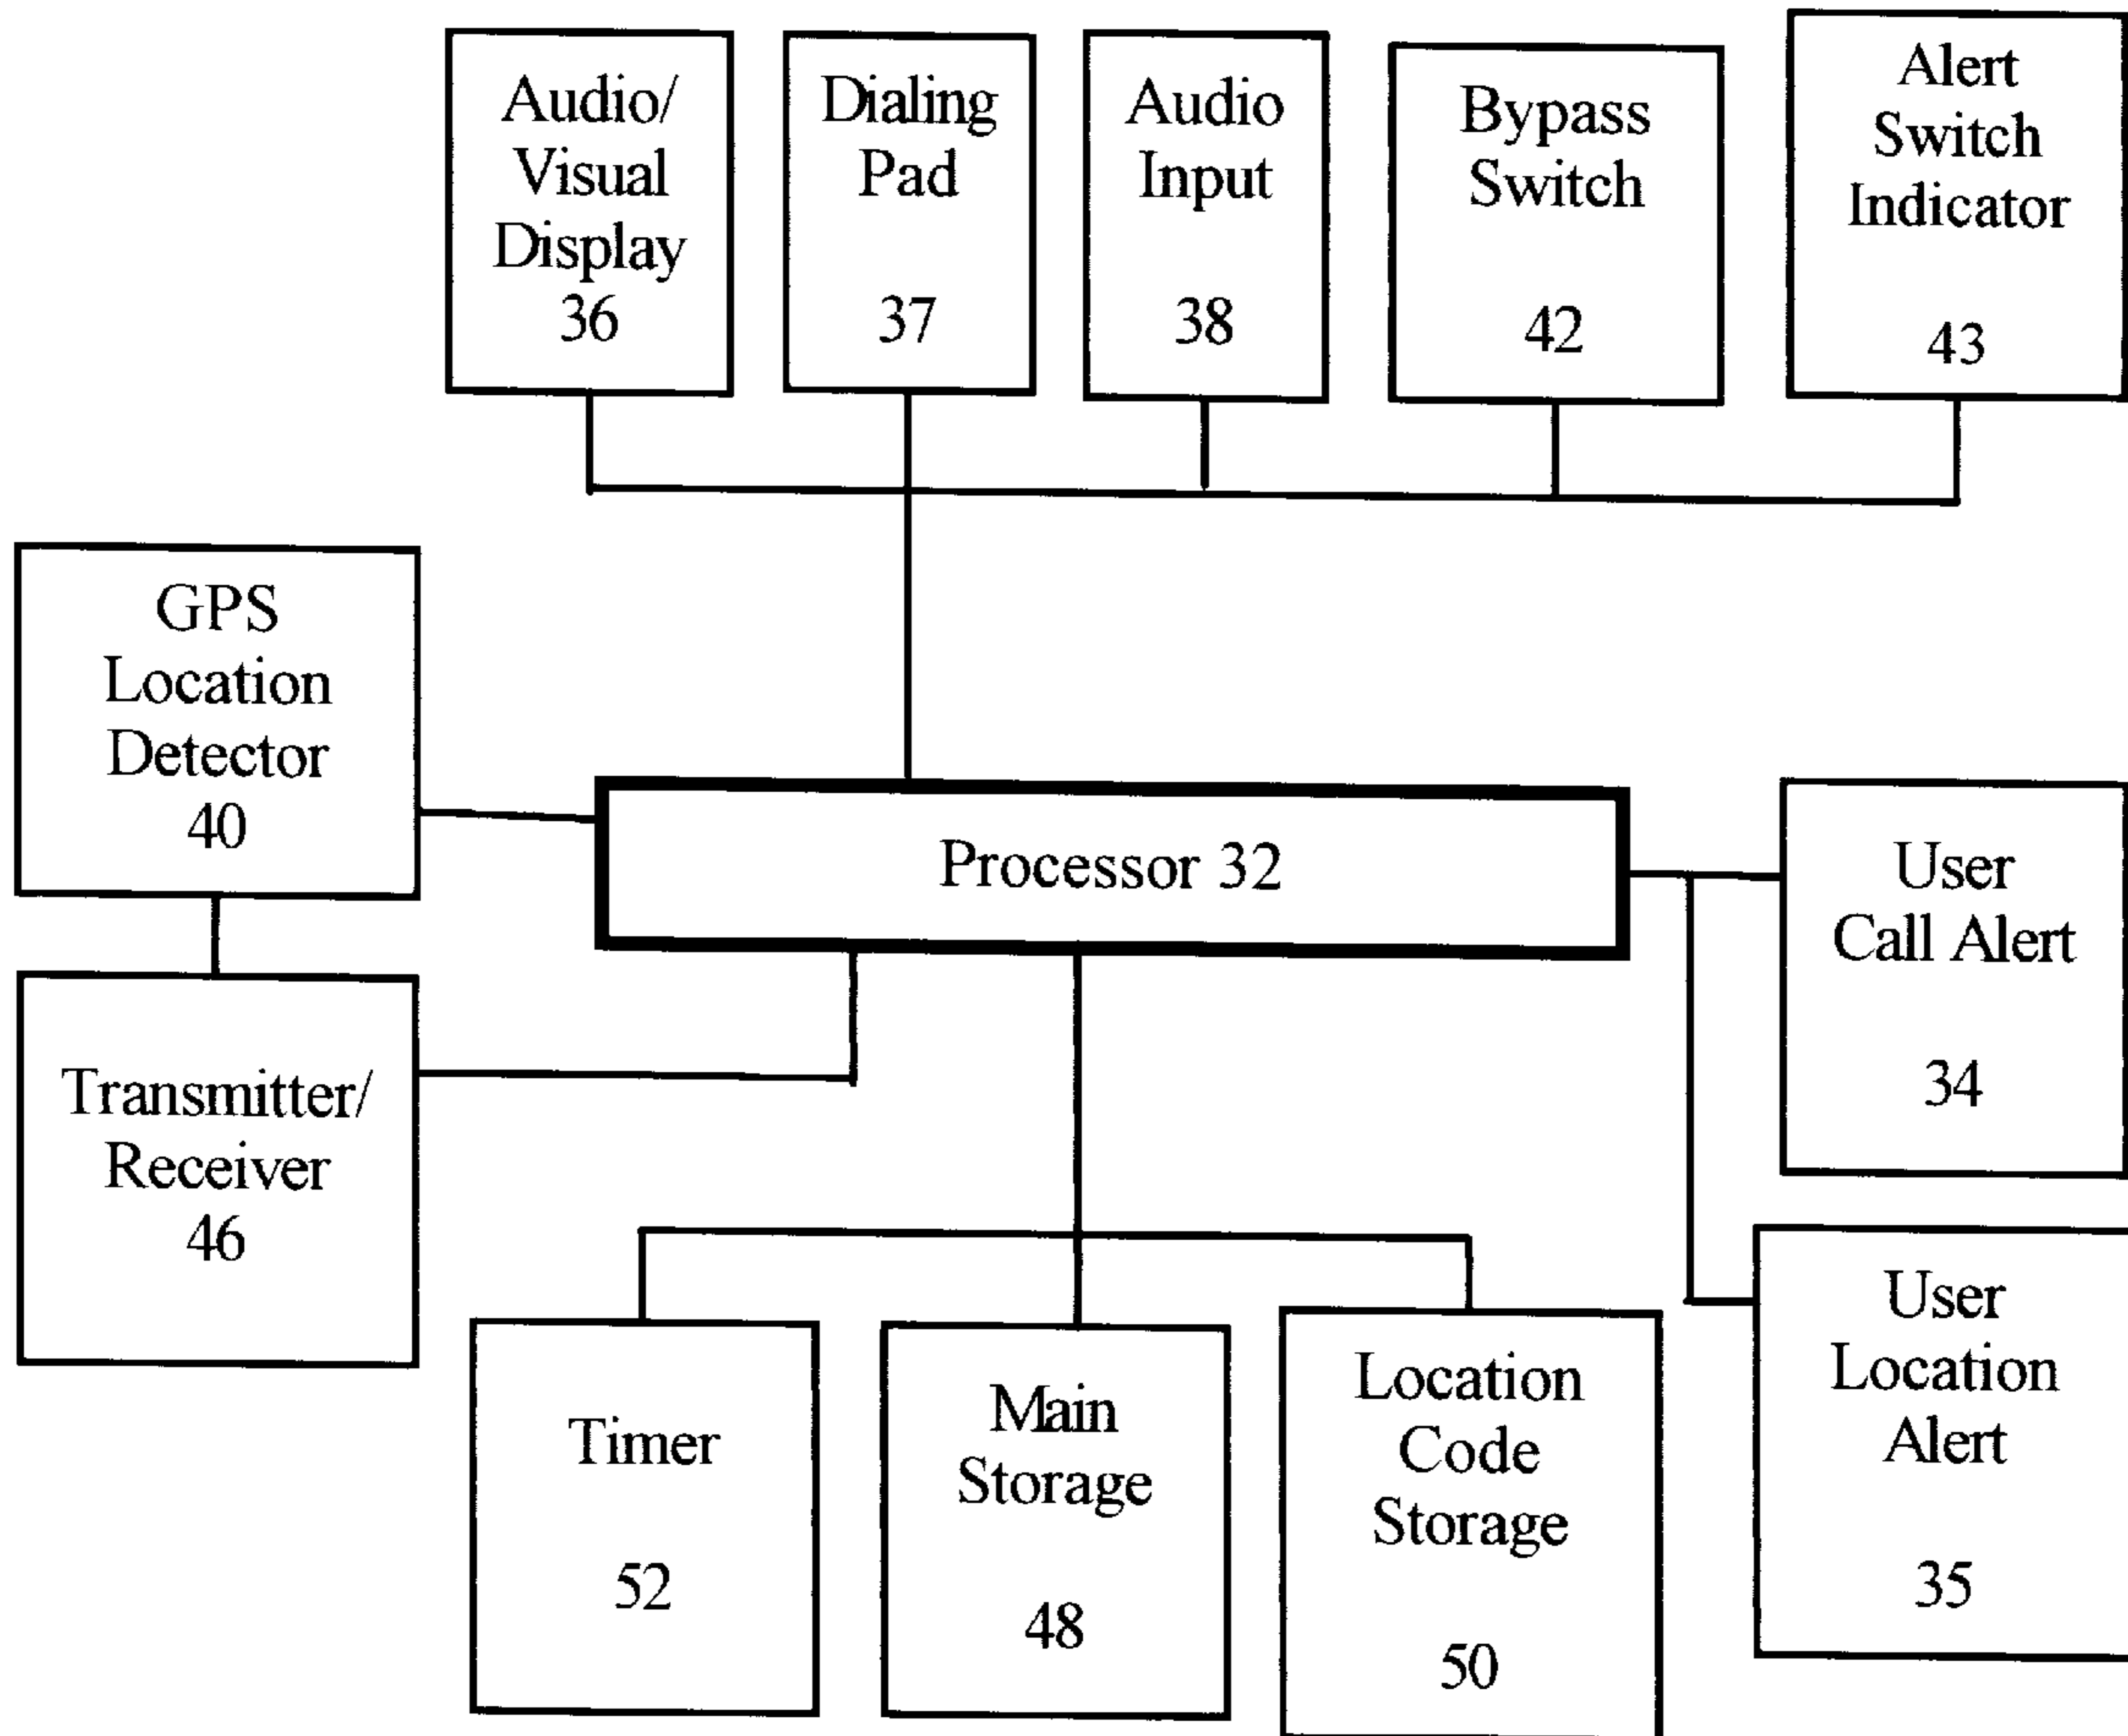 Audio/
Visual
Display
36
Dialing
Pad
37
Audio
Input
38
Bypass
Switch
42
Alert
Switch
Indicator
43
GPS
Location
Detector
40
Processor 32
User
Call Alert
34
Transmitter/
Receiver
46
Timer
52
Main
Storage
48
Location
Code
Storage
50
User
Location
Alert
35